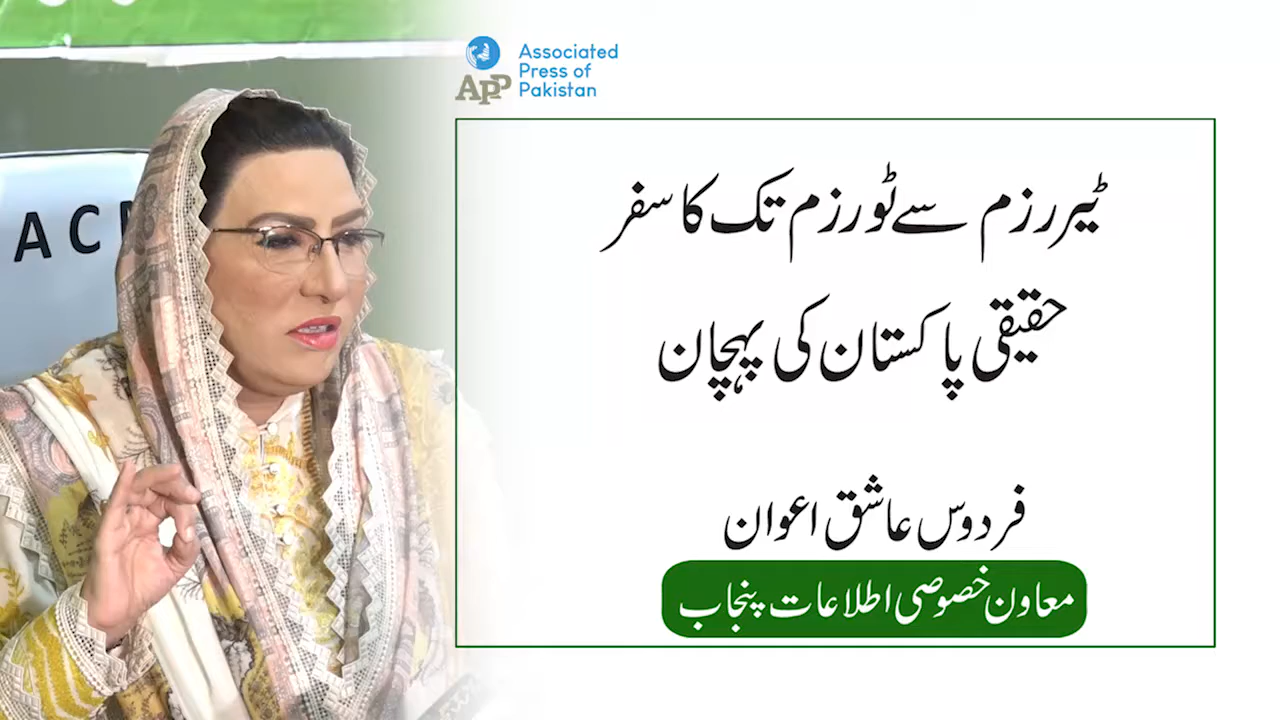 Associated
Press of
Pakistan
APP
ٹیررزم سے ٹورزم تک کا سفر
حقیقی پاکستان کی پہچان
فردوس عاشق اعوان
معاون خصوصی اطلاعات پنجاب
AC